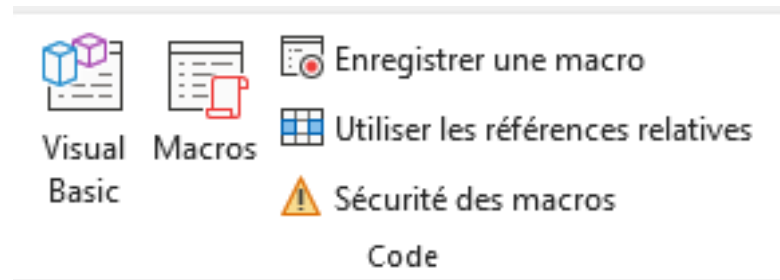 Visual
Basic
Macros
Enregistrer une macro
Utiliser les références relatives
Sécurité des macros
Code